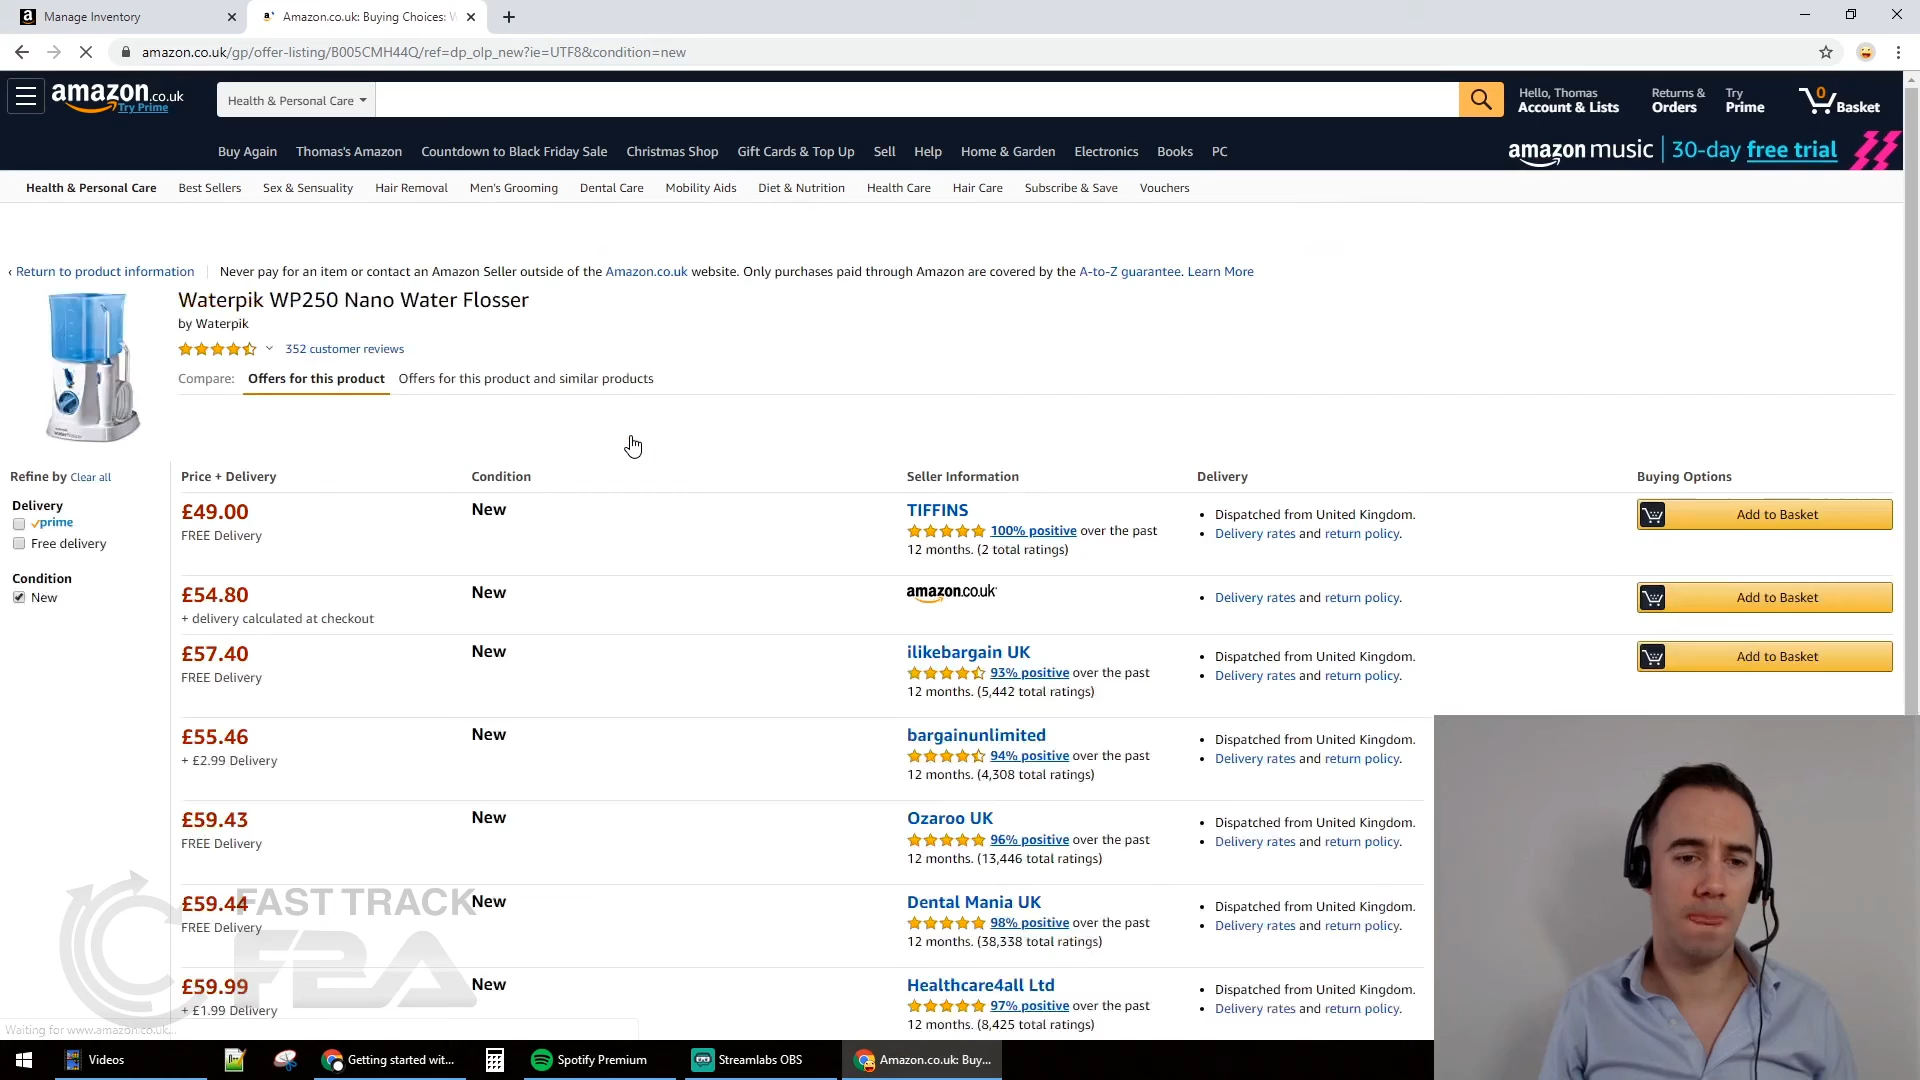 Manage Inventory
Amazon.co.uk: Buying Choices: W
amazon.co.uk/gp/offer-listing/B005CMH44Q/ref=dp_olp_new?ie=UTF8&condition=new
amazon.co.uk
Try Prime
Health & Personal Care
Hello, Thomas
Account & Lists
Returns &
Orders
Try
Prime
0
Basket
Buy Again Thomas's Amazon Countdown to Black Friday Sale Christmas Shop Gift Cards & Top Up Sell Help Home & Garden Electronics Books PC
amazon music | 30-day free trial
Health & Personal Care Best Sellers Sex & Sensuality Hair Removal Men's Grooming Dental Care Mobility Aids Diet & Nutrition Health Care Hair Care Subscribe & Save Vouchers
‹ Return to product information
Never pay for an item or contact an Amazon Seller outside of the Amazon.co.uk website. Only purchases paid through Amazon are covered by the A-to-Z guarantee. Learn More
Waterpik WP250 Nano Water Flosser
by Waterpik
352 customer reviews
Compare: Offers for this product Offers for this product and similar products
Refine by Clear all
Delivery
prime
Free delivery
Condition
New
Price + Delivery Condition Seller Information Delivery Buying Options
£49.00 New TIFFINS • Dispatched from United Kingdom. Add to Basket
FREE Delivery 100% positive over the past • Delivery rates and return policy.
12 months. (2 total ratings)
£54.80 New amazon.co.uk • Delivery rates and return policy. Add to Basket
+ delivery calculated at checkout
£57.40 New ilikebargain UK • Dispatched from United Kingdom. Add to Basket
FREE Delivery 93% positive over the past • Delivery rates and return policy.
12 months. (5,442 total ratings)
£55.46 New bargainunlimited • Dispatched from United Kingdom.
+ £2.99 Delivery 94% positive over the past • Delivery rates and return policy.
12 months. (4,308 total ratings)
£59.43 New Ozaroo UK • Dispatched from United Kingdom.
FREE Delivery 96% positive over the past • Delivery rates and return policy.
12 months. (13,446 total ratings)
£59.44 New Dental Mania UK • Dispatched from United Kingdom.
FREE Delivery 98% positive over the past • Delivery rates and return policy.
12 months. (38,338 total ratings)
£59.99 New Healthcare4all Ltd • Dispatched from United Kingdom.
+ £1.99 Delivery 97% positive over the past • Delivery rates and return policy.
12 months. (8,425 total ratings)
FAST TRACK
FBA
Waiting for www.amazon.co.uk...
Videos
Getting started wit...
Spotify Premium
Streamlabs OBS
Amazon.co.uk: Buy...